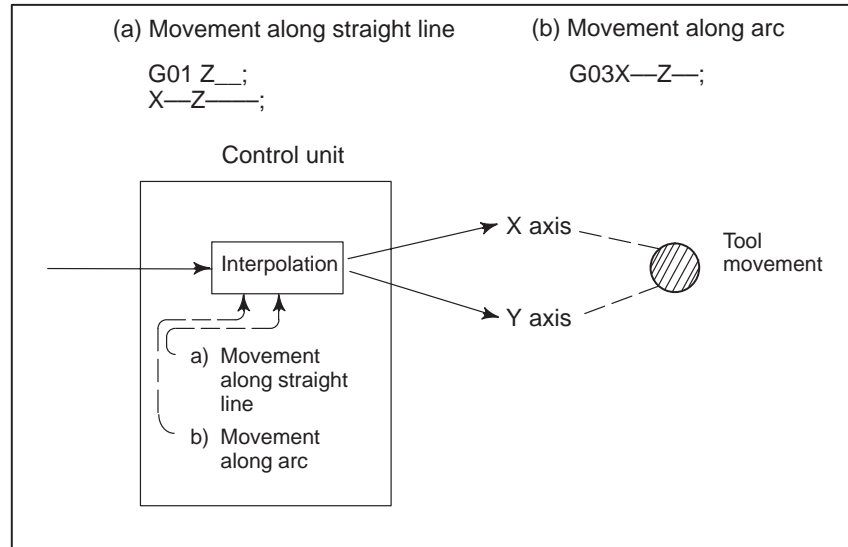 (a) Movement along straight line
(b) Movement along arc
G01 Z__;
X––Z––––;
G03X––Z––;
Control unit
Interpolation
X axis
Y axis
Tool
movement
a) Movement
along straight
line
b) Movement
along arc